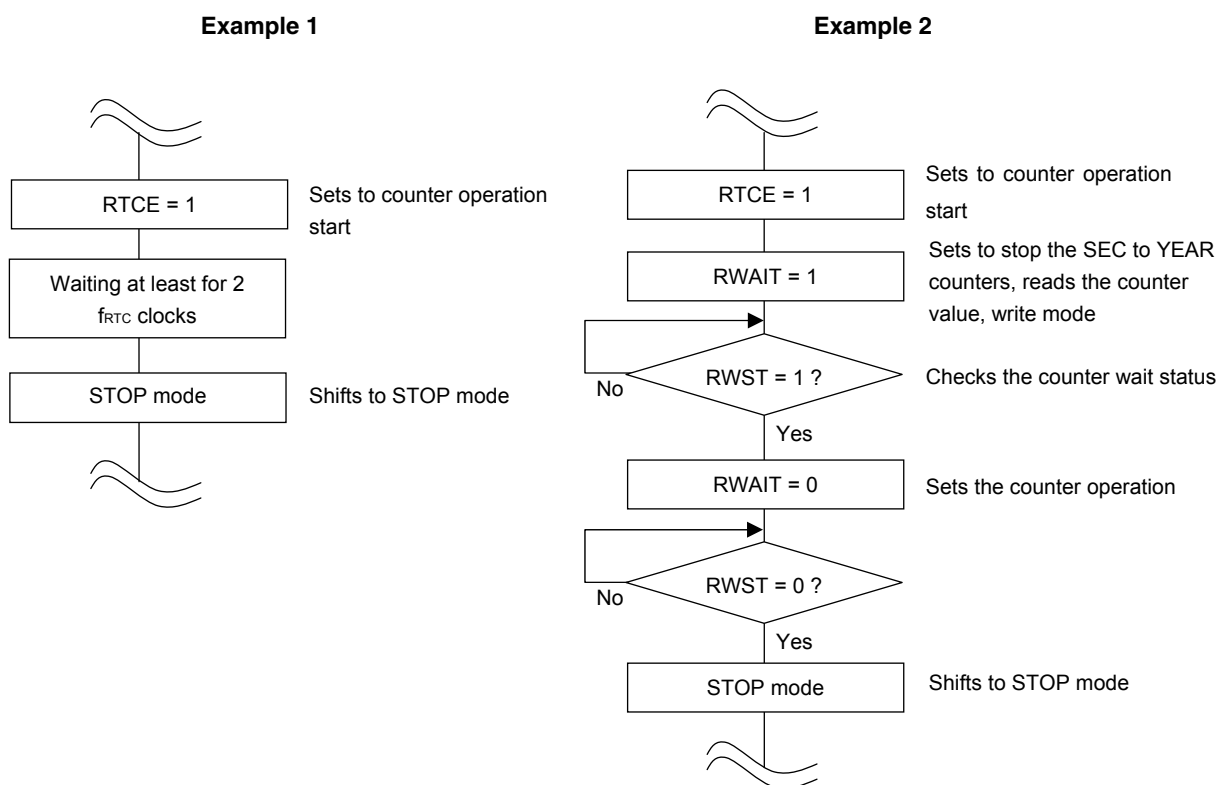 Example 1
RTCE = 1
Sets to counter operation
start
Waiting at least for 2
fRTC clocks
STOP mode
Shifts to STOP mode
Example 2
RTCE = 1
Sets to counter operation
start
RWAIT = 1
Sets to stop the SEC to YEAR
counters, reads the counter
value, write mode
RWST = 1 ?
Checks the counter wait status
No
Yes
RWAIT = 0
Sets the counter operation
RWST = 0 ?
No
Yes
STOP mode
Shifts to STOP mode